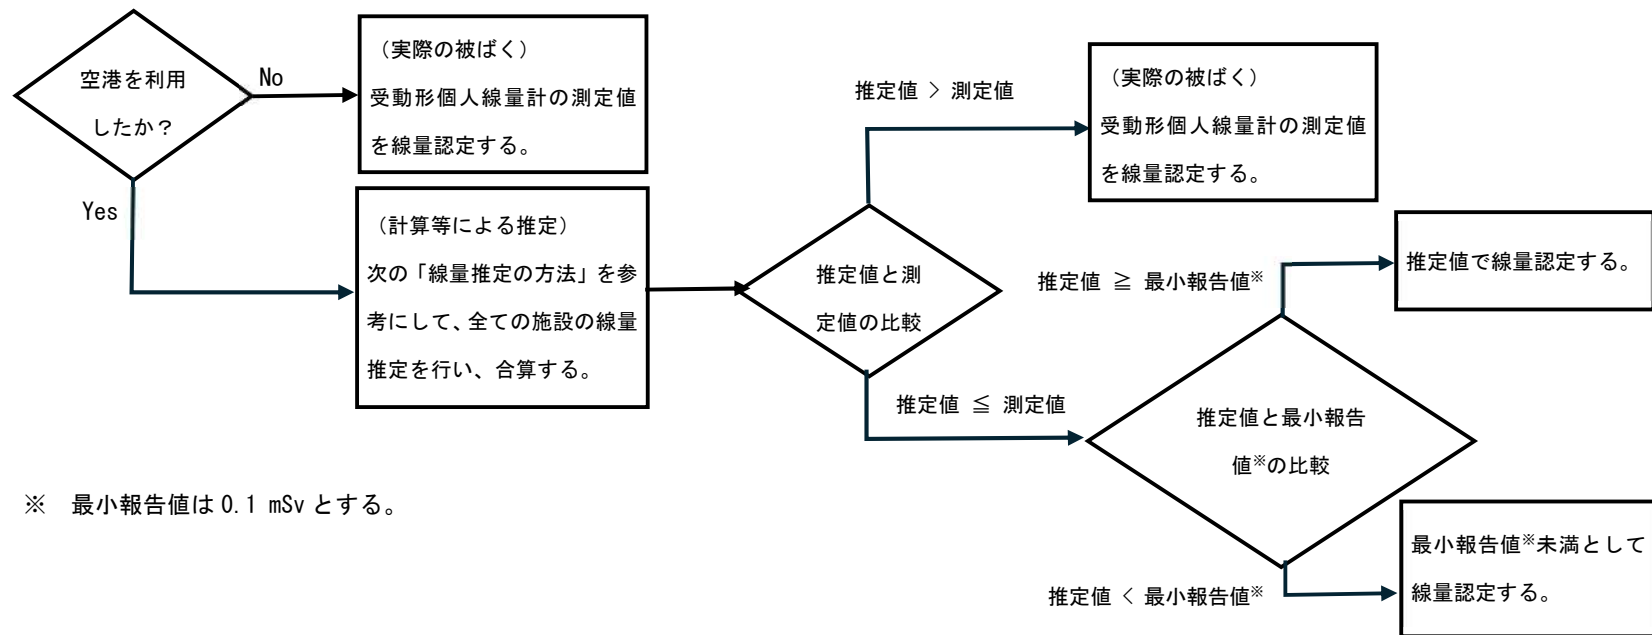 空港を利用
したか？
No
Yes
（実際の被ばく）
受動形個人線量計の測定値
を線量認定する。
（計算等による推定）
次の「線量推定の方法」を参
考にして、全ての施設の線量
推定を行い、合算する。
推定値と測
定値の比較
推定値 > 測定値
（実際の被ばく）
受動形個人線量計の測定値
を線量認定する。
推定値 ≦ 測定値
推定値と最小報告
値※の比較
推定値 ≧ 最小報告値※
推定値で線量認定する。
推定値 < 最小報告値※
最小報告値※未満として
線量認定する。
※　最小報告値は 0.1 mSv とする。